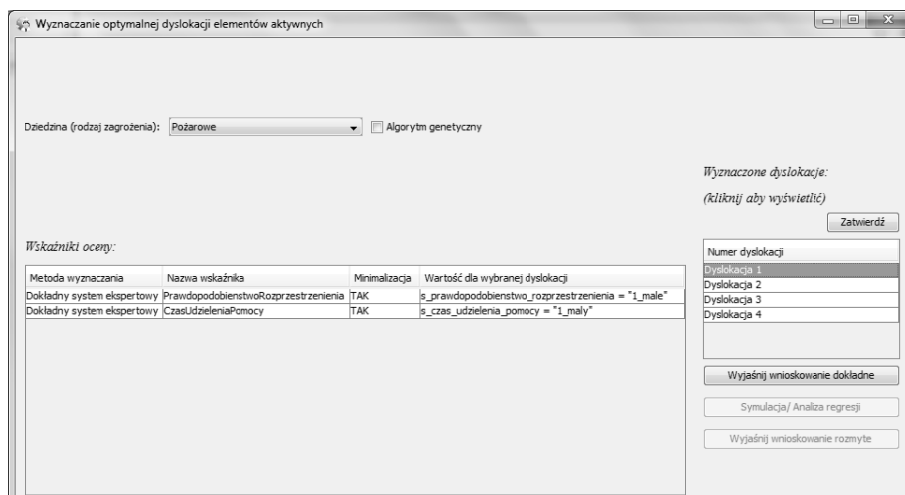 Wyznaczanie optymalnej dyslokacji elementów aktywnych
Dziedzina (rodzaj zagrożenia): Pożarowe Algorytm genetyczny
Wyznaczone dyslokacje:
(kliknij aby wyświetlić)
Zatwierdź
Wskaźniki oceny:
Numer dyslokacji
Dyslokacja 1
Dyslokacja 2
Dyslokacja 3
Dyslokacja 4
Metoda wyznaczania Nazwa wskaźnika Minimalizacja Wartość dla wybranej dyslokacji
Dokładny system ekspertowy PrawdopodobienstwoRozprzestrzenienia TAK s_prawdopodobienstwo_rozprzestrzenienia = "1_male"
Dokładny system ekspertowy CzasUdzieleniaPomocy TAK s_czas_udzielenia_pomocy = "1_maly"
Wyjaśnij wnioskowanie dokładne
Symulacja/ Analiza regresji
Wyjaśnij wnioskowanie rozmyte